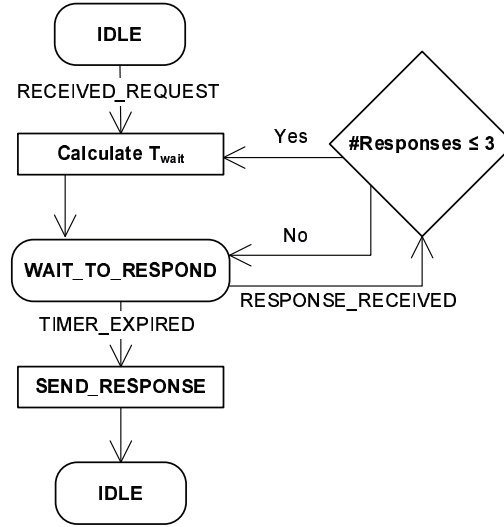 IDLE
RECEIVED_REQUEST
Yes
Calculate Twait
#Responses ≤ 3
No
WAIT_TO_RESPOND
RESPONSE_RECEIVED
TIMER_EXPIRED
SEND_RESPONSE
IDLE